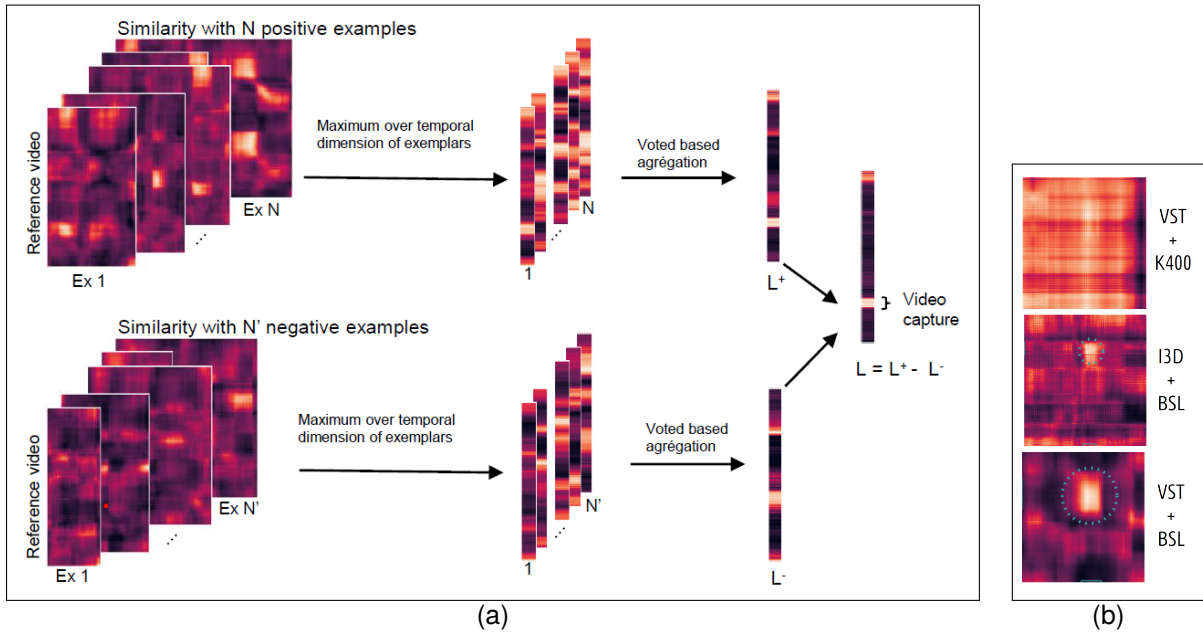 Similarity with N positive examples
Reference video
Ex 1
...
Ex N
Maximum over temporal
dimension of exemplars
1
...
N
Voted based
agrégation
L+
Similarity with N' negative examples
Reference video
Ex 1
...
Ex N'
Maximum over temporal
dimension of exemplars
1
...
N'
Voted based
agrégation
L-
Video
capture
L = L+ - L-
(a)
VST
+
K400
I3D
+
BSL
VST
+
BSL
(b)